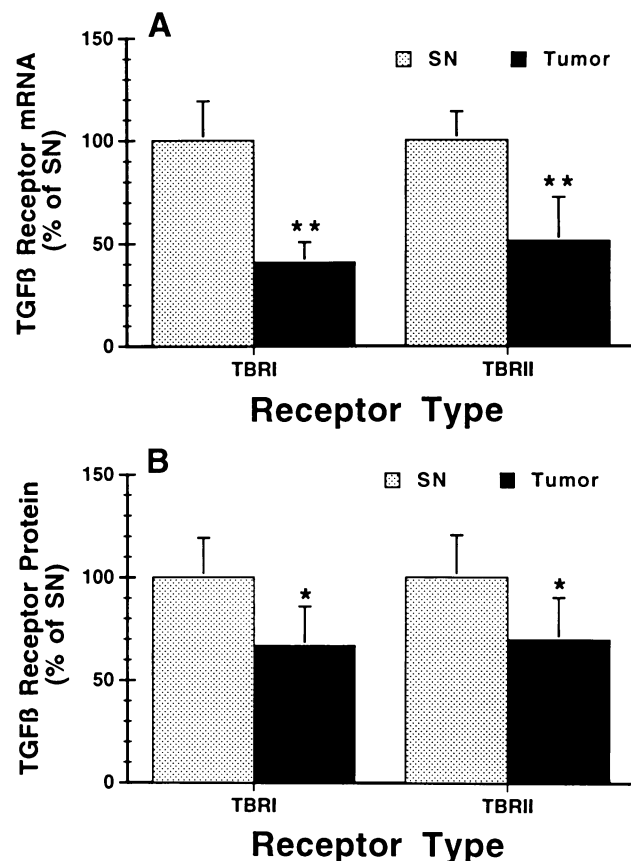 A
150
SN Tumor
TGFß Receptor mRNA
(% of SN)
100
**
**
50
0
TBRI TBRII
Receptor Type
B
150
SN Tumor
TGFß Receptor Protein
(% of SN)
100
*
*
50
0
TBRI TBRII
Receptor Type